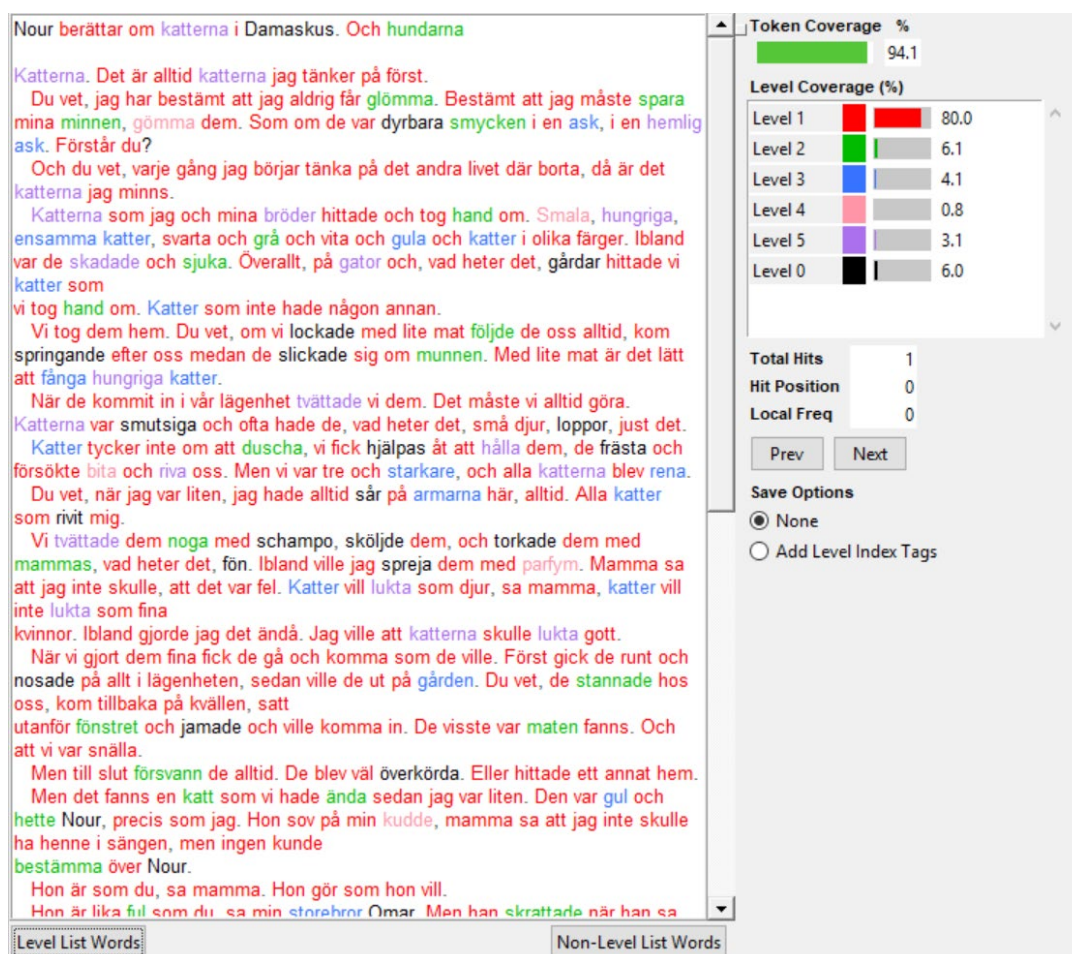 Nour berättar om katterna i Damaskus. Och hundarna
Katterna. Det är alltid katterna jag tänker på först.
Du vet, jag har bestämt att jag aldrig får glömma. Bestämt att jag måste spara
mina minnen, gömma dem. Som om de var dyrbara smycken i en ask, i en hemlig
ask. Förstår du?
Och du vet, varje gång jag börjar tänka på det andra livet där borta, då är det
katterna jag minns.
Katterna som jag och mina bröder hittade och tog hand om. Smala, hungriga,
ensamma katter, svarta och grå och vita och gula och katter i olika färger. Ibland
var de skadade och sjuka. Överallt, på gator och, vad heter det, gårdar hittade vi
katter som
vi tog hand om. Katter som inte hade någon annan.
Vi tog dem hem. Du vet, om vi lockade med lite mat följde de oss alltid, kom
springande efter oss medan de slickade sig om munnen. Med lite mat är det lätt
att fånga hungriga katter.
När de kommit in i vår lägenhet tvättade vi dem. Det måste vi alltid göra.
Katterna var smutsiga och ofta hade de, vad heter det, små djur, loppor, just det.
Katter tycker inte om att duscha, vi fick hjälpas åt att hålla dem, de frästa och
försökte bita och riva oss. Men vi var tre och starkare, och alla katterna blev rena.
Du vet, när jag var liten, jag hade alltid sår på armarna här, alltid. Alla katter
som rivit mig.
Vi tvättade dem noga med schampo, sköljde dem, och torkade dem med
mammas, vad heter det, fön. Ibland ville jag spreja dem med parfym. Mamma sa
att jag inte skulle, att det var fel. Katter vill lukta som djur, sa mamma, katter vill
inte lukta som fina
kvinnor. Ibland gjorde jag det ändå. Jag ville att katterna skulle lukta gott.
När vi gjort dem fina fick de gå och komma som de ville. Först gick de runt och
nosade på allt i lägenheten, sedan ville de ut på gården. Du vet, de stannade hos
oss, kom tillbaka på kvällen, satt
utanför fönstret och jamade och ville komma in. De visste var maten fanns. Och
att vi var snälla.
Men till slut försvann de alltid. De blev väl överkörda. Eller hittade ett annat hem.
Men det fanns en katt som vi hade ända sedan jag var liten. Den var gul och
hette Nour, precis som jag. Hon sov på min kudde, mamma sa att jag inte skulle
ha henne i sängen, men ingen kunde
bestämma över Nour.
Hon är som du, sa mamma. Hon gör som hon vill.
Hon är lika ful som du, sa min storebror Omar. Men han skrattade när han sa
Level List Words
Non-Level List Words
Token Coverage %
94.1
Level Coverage (%)
Level 1 80.0
Level 2 6.1
Level 3 4.1
Level 4 0.8
Level 5 3.1
Level 0 6.0
Total Hits 1
Hit Position 0
Local Freq 0
Prev Next
Save Options
None
Add Level Index Tags